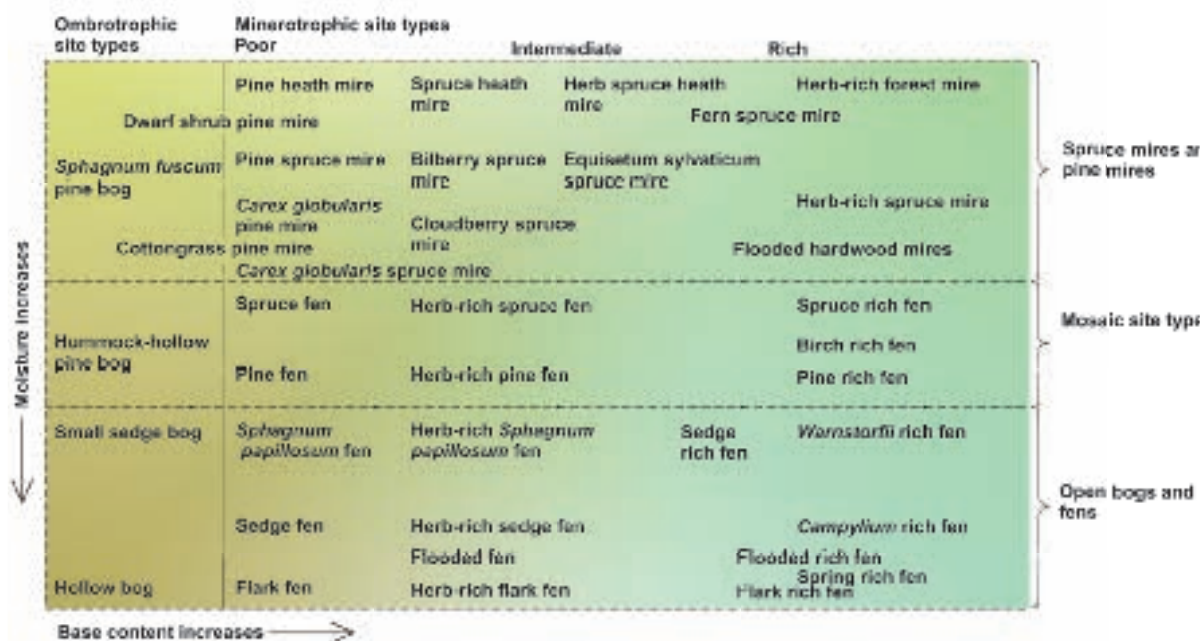 Ombrotrophic
site types
Minerotrophic site types
Poor
Intermediate
Rich
Pine heath mire
Spruce heath
mire
Herb spruce heath
mire
Herb-rich forest mire
Dwarf shrub pine mire
Fern spruce mire
Sphagnum fuscum
pine bog
Pine spruce mire
Bilberry spruce
mire
Equisetum sylvaticum
spruce mire
Carex globularis
pine mire
Cloudberry spruce
mire
Herb-rich spruce mire
Cottongrass pine mire
Flooded hardwood mires
Carex globularis spruce mire
Spruce mires ar
pine mires
Spruce fen
Herb-rich spruce fen
Spruce rich fen
Hummock-hollow
pine bog
Birch rich fen
Pine fen
Herb-rich pine fen
Pine rich fen
Mosaic site type
Small sedge bog
Sphagnum
papillosum fen
Herb-rich Sphagnum
papillosum fen
Sedge
rich fen
Warnstorfii rich fen
Sedge fen
Herb-rich sedge fen
Campylium rich fen
Flooded fen
Flooded rich fen
Spring rich fen
Hollow bog
Flark fen
Herb-rich flark fen
Flark rich fen
Open bogs and
fens
Moisture increases
Base content increases